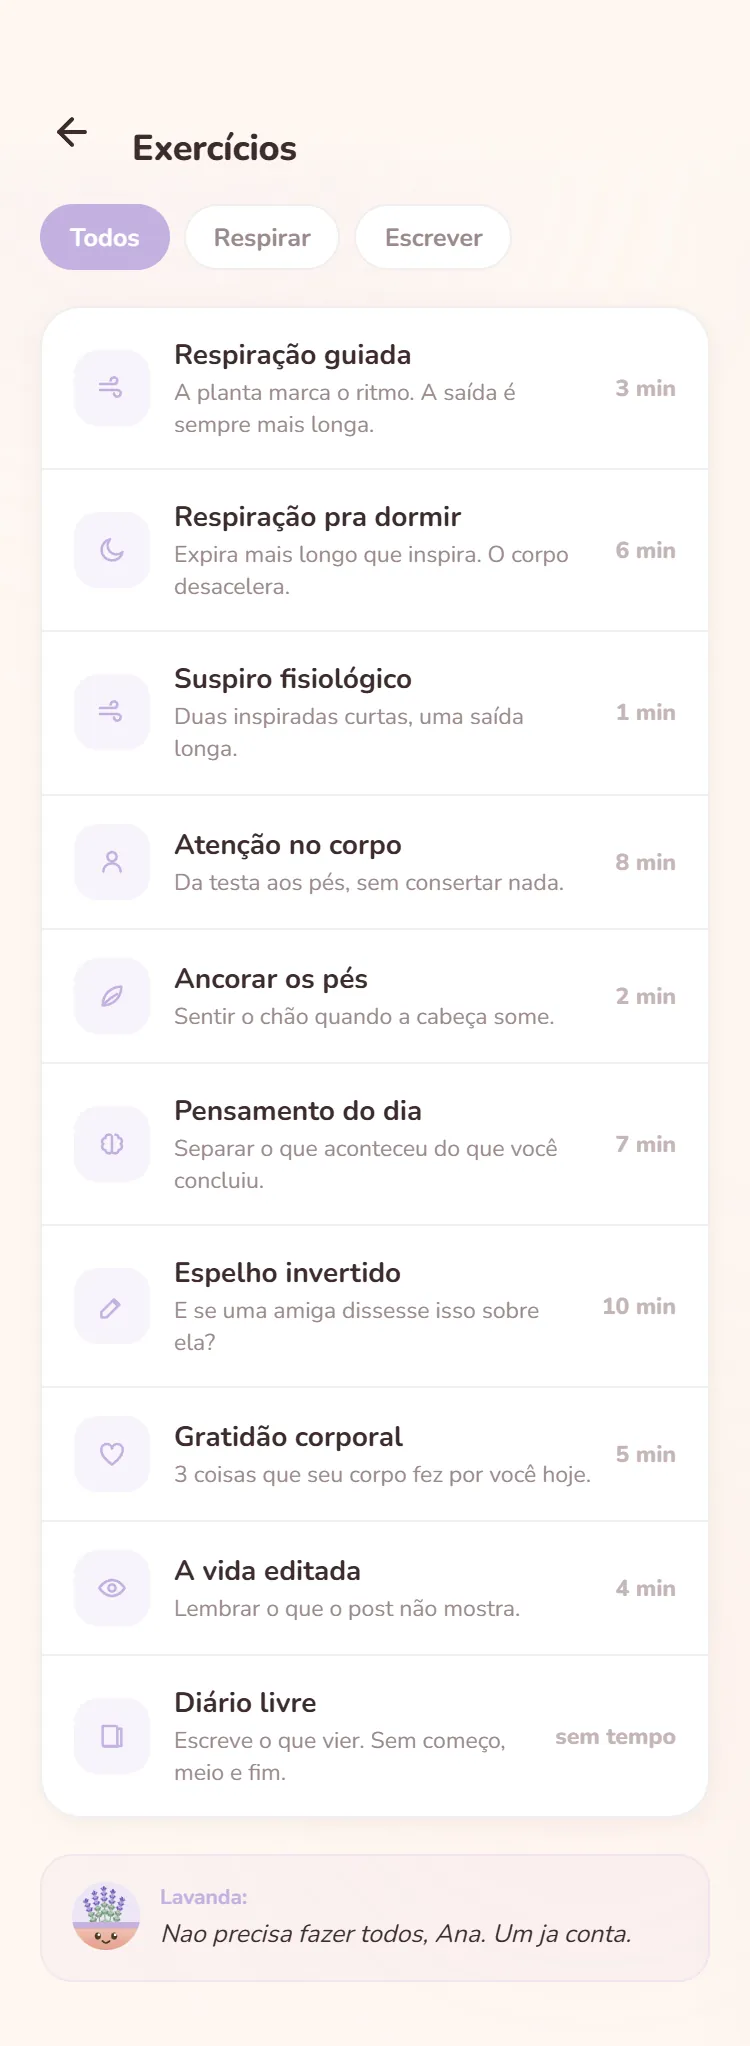 Exercícios
Todos
Respirar
Escrever
Respiração guiada
A planta marca o ritmo. A saída é
sempre mais longa.
3 min
Respiração pra dormir
Expira mais longo que inspira. O corpo
desacelera.
6 min
Suspiro fisiológico
Duas inspiradas curtas, uma saída
longa.
1 min
Atenção no corpo
Da testa aos pés, sem consertar nada.
8 min
Ancorar os pés
Sentir o chão quando a cabeça some.
2 min
Pensamento do dia
Separar o que aconteceu do que você
concluiu.
7 min
Espelho invertido
E se uma amiga dissesse isso sobre
ela?
10 min
Gratidão corporal
3 coisas que seu corpo fez por você hoje.
5 min
A vida editada
Lembrar o que o post não mostra.
4 min
Diário livre
Escreve o que vier. Sem começo,
meio e fim.
sem tempo
Lavanda:
Nao precisa fazer todos, Ana. Um ja conta.